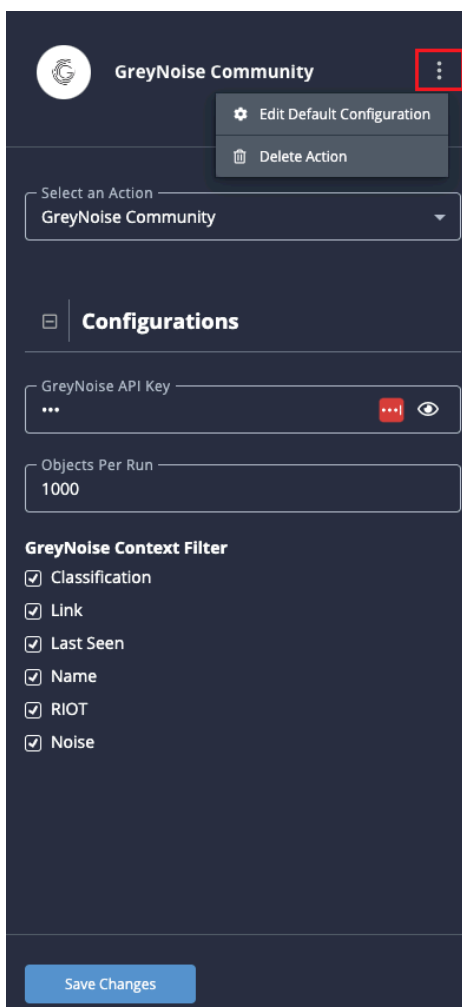 GreyNoise Community
Edit Default Configuration
Delete Action
Select an Action
GreyNoise Community
Configurations
GreyNoise API Key
•••
Objects Per Run
1000
GreyNoise Context Filter
Classification
Link
Last Seen
Name
RIOT
Noise
Save Changes